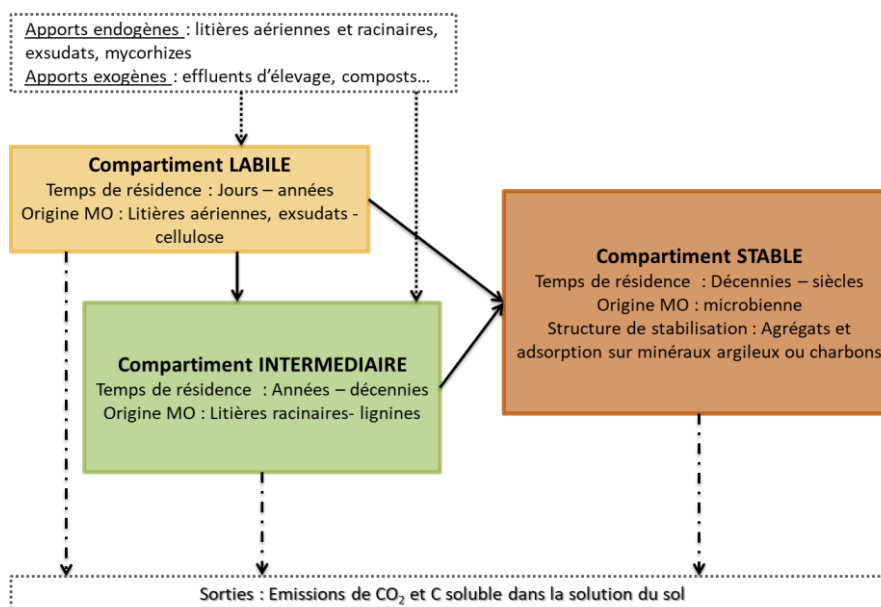 Apports endogènes : litières aériennes et racinaires,
exsudats, mycorhizes
Apports exogènes : effluents d'élevage, composts…
Compartiment LABILE
Temps de résidence : Jours – années
Origine MO : Litières aériennes, exsudats -
cellulose
Compartiment STABLE
Temps de résidence : Décennies – siècles
Origine MO : microbienne
Structure de stabilisation : Agrégats et
adsorption sur minéraux argileux ou charbons
Compartiment INTERMEDIAIRE
Temps de résidence : Années – décennies
Origine MO : Litières racinaires- lignines
Sorties : Emissions de CO₂ et C soluble dans la solution du sol